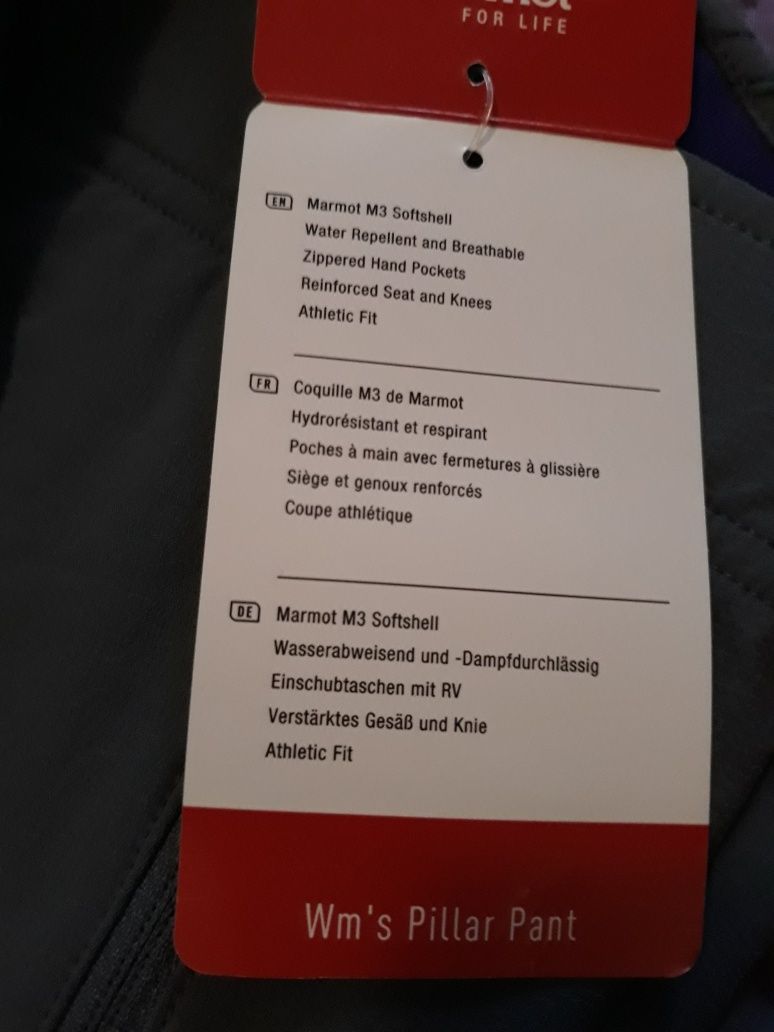 FOR LIFE
EN
Marmot M3 Softshell
Water Repellent and Breathable
Zippered Hand Pockets
Reinforced Seat and Knees
Athletic Fit
FR
Coquille M3 de Marmot
Hydrorésistant et respirant
Poches à main avec fermetures à glissière
Siège et genoux renforcés
Coupe athlétique
DE
Marmot M3 Softshell
Wasserabweisend und -Dampfdurchlässig
Einschubtaschen mit RV
Verstärktes Gesäß und Knie
Athletic Fit
Wm's Pillar Pant